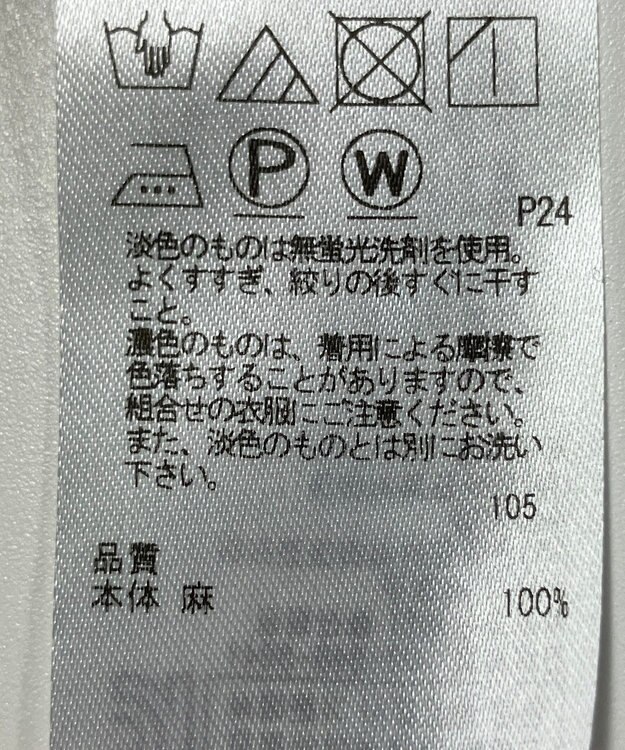 P W
P24
淡色のものは無蛍光洗剤を使用。
よくすすぎ、絞りの後すぐに干す
こと。
濃色のものは、着用による摩擦で
色落ちすることがありますので、
組合せの衣服にご注意ください。
また、淡色のものとは別にお洗い
下さい。
105
品質
本体 麻 100%